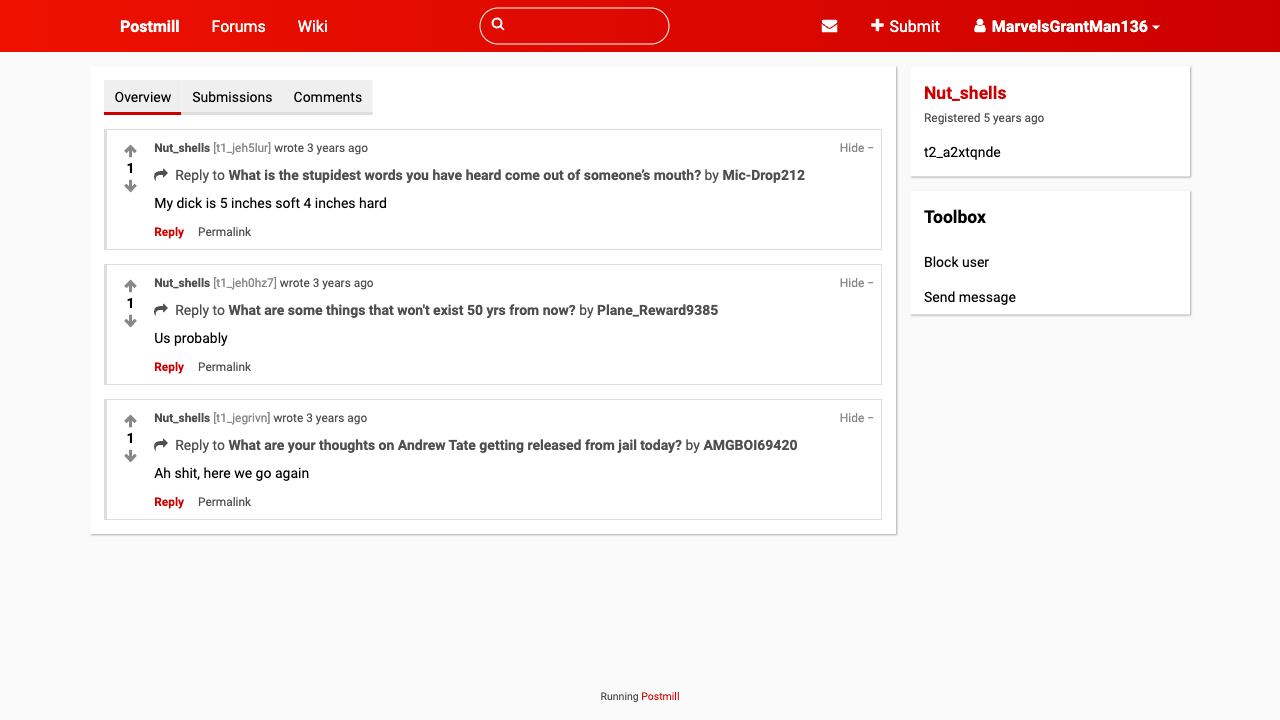 Postmill Forums Wiki Submit MarvelsGrantMan136
Overview Submissions Comments
Nut_shells [t1_jeh5lur] wrote 3 years ago Hide −
1
Reply to What is the stupidest words you have heard come out of someone's mouth? by Mic-Drop212
My dick is 5 inches soft 4 inches hard
Reply Permalink
Nut_shells [t1_jeh0hz7] wrote 3 years ago Hide −
1
Reply to What are some things that won't exist 50 yrs from now? by Plane_Reward9385
Us probably
Reply Permalink
Nut_shells [t1_jegrivn] wrote 3 years ago Hide −
1
Reply to What are your thoughts on Andrew Tate getting released from jail today? by AMGBOI69420
Ah shit, here we go again
Reply Permalink
Nut_shells
Registered 5 years ago
t2_a2xtqnde
Toolbox
Block user
Send message
Running Postmill